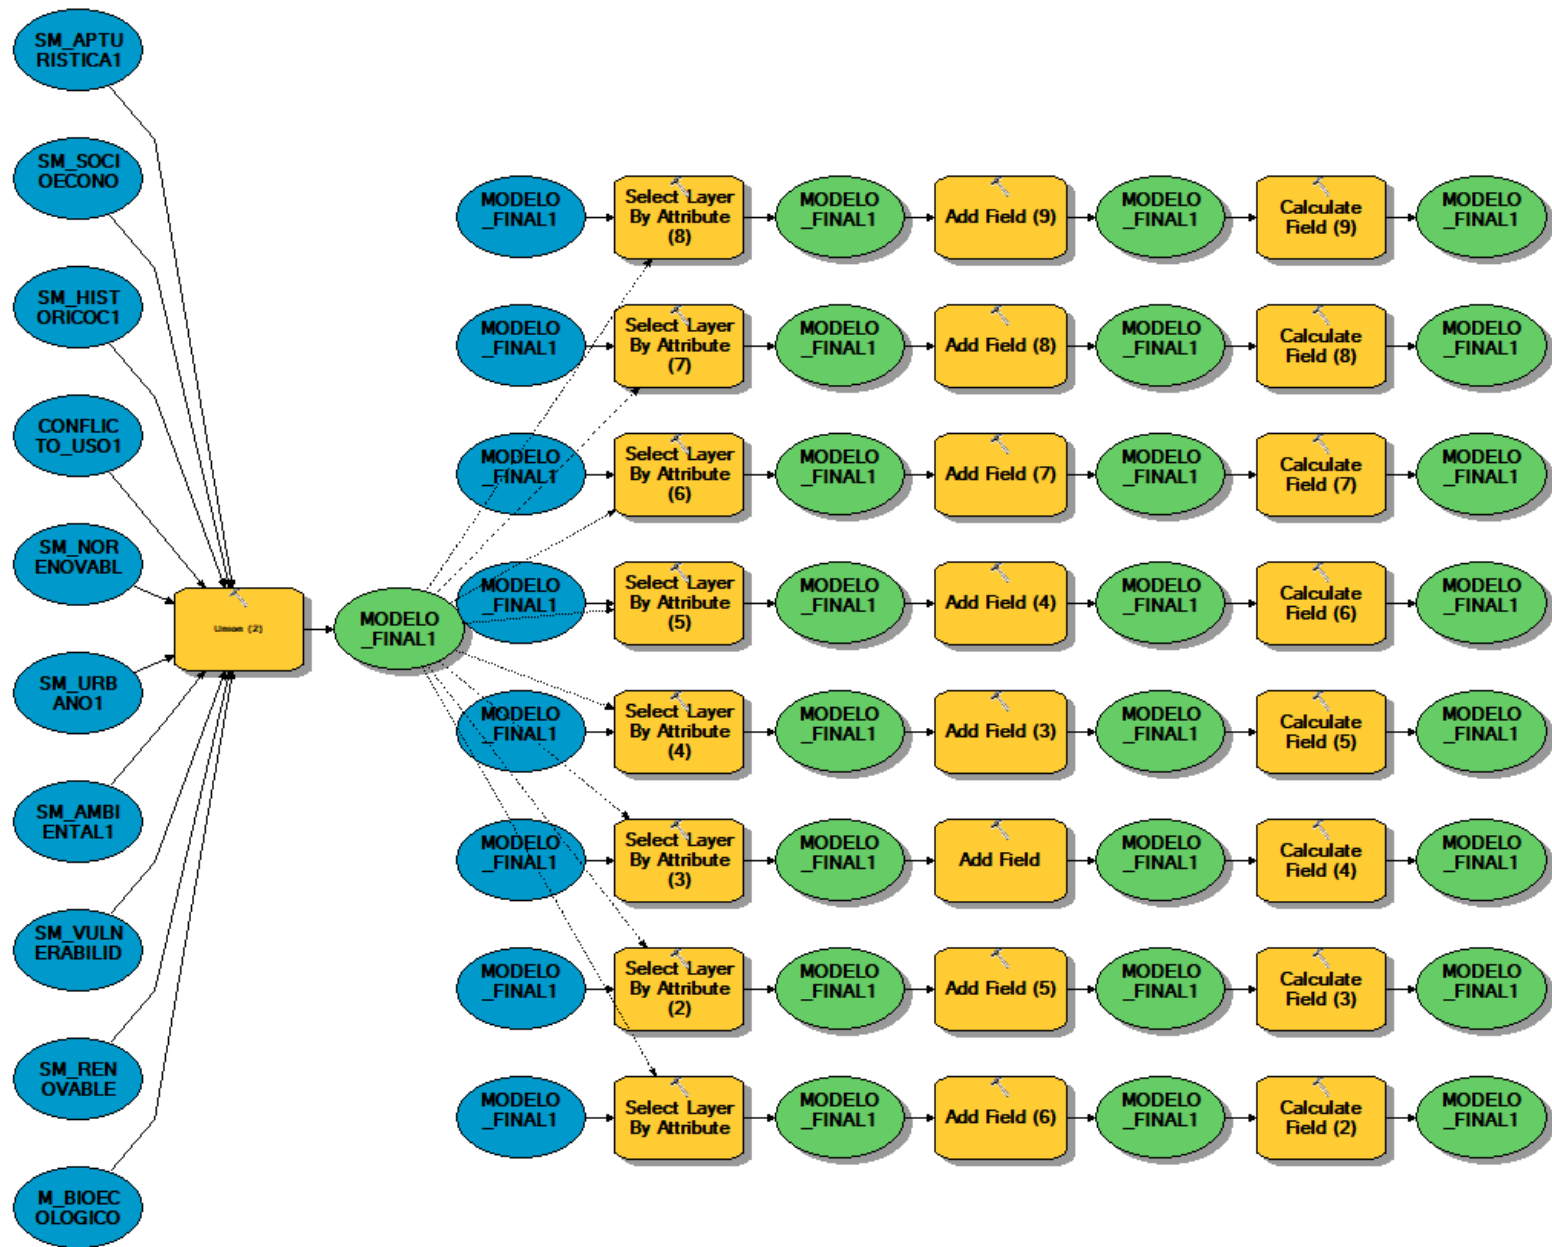 SM_APTU
RISTICA1
SM_SOCI
OECONO
SM_HIST
ORICOC1
CONFLIC
TO_USO1
SM_NOR
ENOVABL
SM_URB
ANO1
SM_AMBI
ENTAL1
SM_VULN
ERABILID
SM_REN
OVABLE
M_BIOEC
OLOGICO
Union (2)
MODELO
_FINAL1
MODELO
_FINAL1
Select Layer
By Attribute
(8)
MODELO
_FINAL1
Add Field (9)
MODELO
_FINAL1
Calculate
Field (9)
MODELO
_FINAL1
MODELO
_FINAL1
Select Layer
By Attribute
(7)
MODELO
_FINAL1
Add Field (8)
MODELO
_FINAL1
Calculate
Field (8)
MODELO
_FINAL1
MODELO
_FINAL1
Select Layer
By Attribute
(6)
MODELO
_FINAL1
Add Field (7)
MODELO
_FINAL1
Calculate
Field (7)
MODELO
_FINAL1
MODELO
_FINAL1
Select Layer
By Attribute
(5)
MODELO
_FINAL1
Add Field (4)
MODELO
_FINAL1
Calculate
Field (6)
MODELO
_FINAL1
MODELO
_FINAL1
Select Layer
By Attribute
(4)
MODELO
_FINAL1
Add Field (3)
MODELO
_FINAL1
Calculate
Field (5)
MODELO
_FINAL1
MODELO
_FINAL1
Select Layer
By Attribute
(3)
MODELO
_FINAL1
Add Field
MODELO
_FINAL1
Calculate
Field (4)
MODELO
_FINAL1
MODELO
_FINAL1
Select Layer
By Attribute
(2)
MODELO
_FINAL1
Add Field (5)
MODELO
_FINAL1
Calculate
Field (3)
MODELO
_FINAL1
MODELO
_FINAL1
Select Layer
By Attribute
MODELO
_FINAL1
Add Field (6)
MODELO
_FINAL1
Calculate
Field (2)
MODELO
_FINAL1